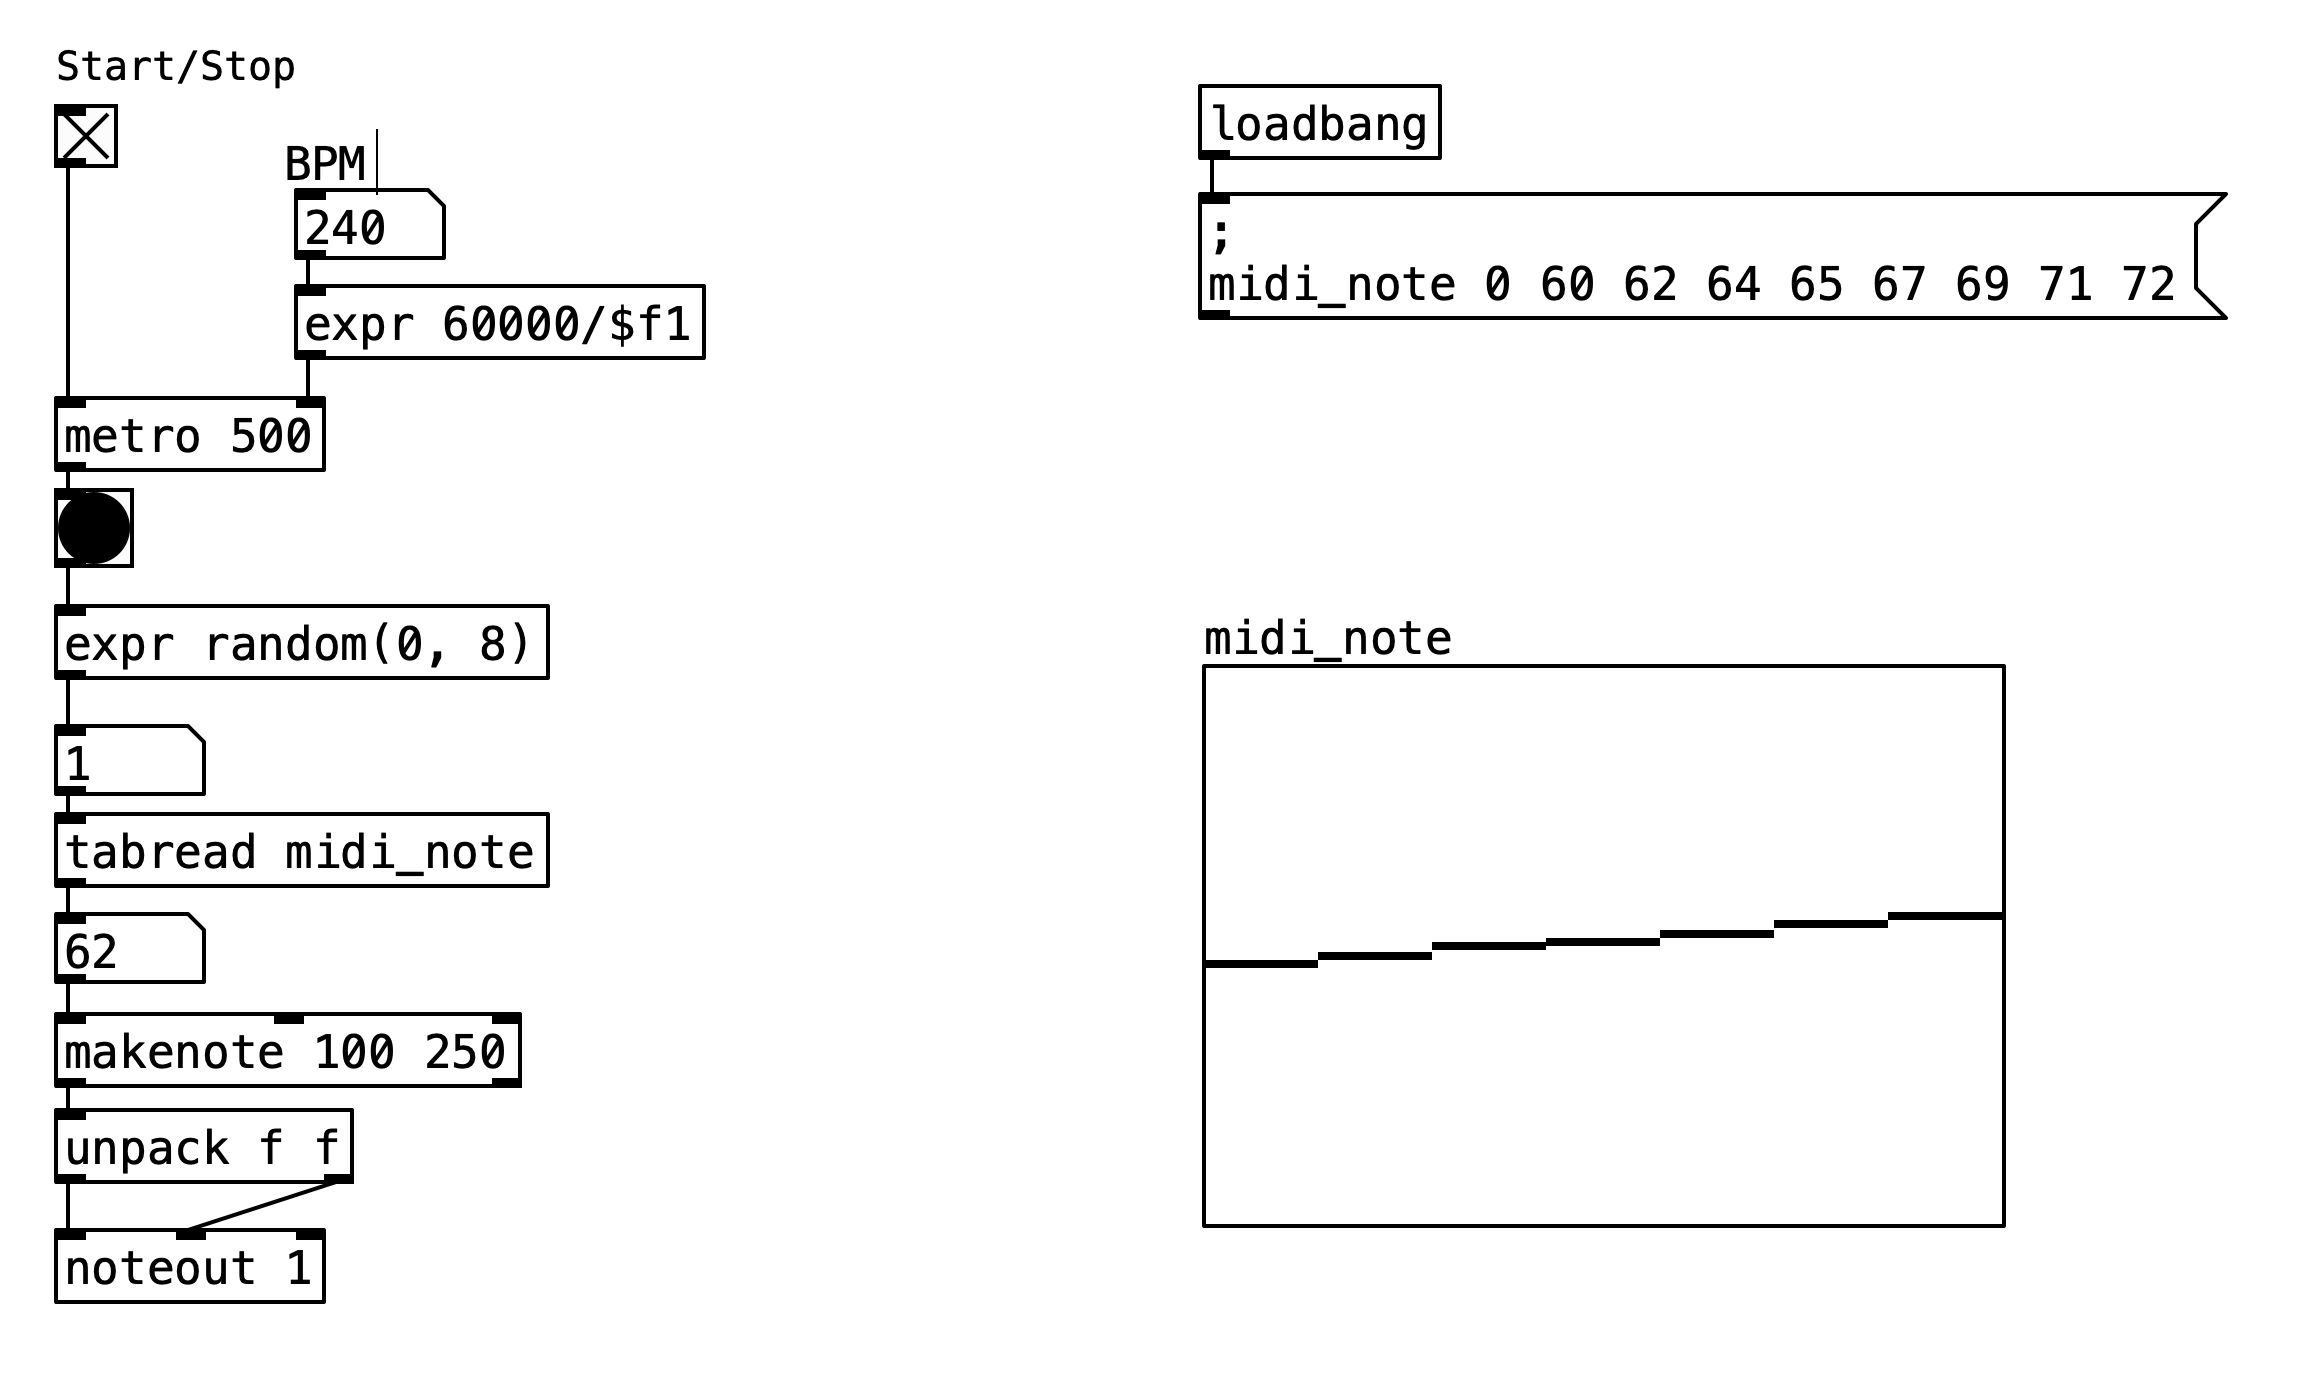 Start/Stop
BPM
240
expr 60000/$f1
metro 500
expr random(0, 8)
1
tabread midi_note
62
makenote 100 250
unpack f f
noteout 1
loadbang
;
midi_note 0 60 62 64 65 67 69 71 72
midi_note